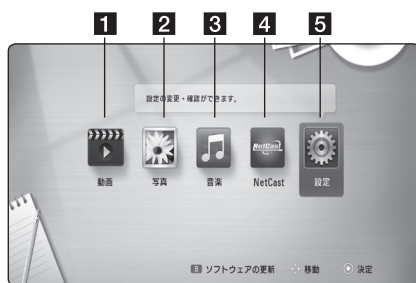 1 2 3 4 5
設定の変更・確認ができます。
NetCast
動画 写真 音楽 NetCast 設定
B ソフトウェアの更新 移動 決定